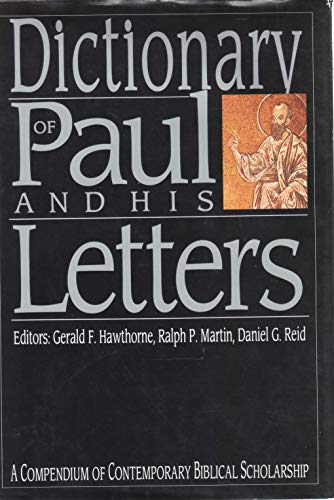 Dictionary
OF
Paul
AND HIS
Letters
Editors: Gerald F. Hawthorne, Ralph P. Martin, Daniel G. Reid
A COMPENDIUM OF CONTEMPORARY BIBLICAL SCHOLARSHIP